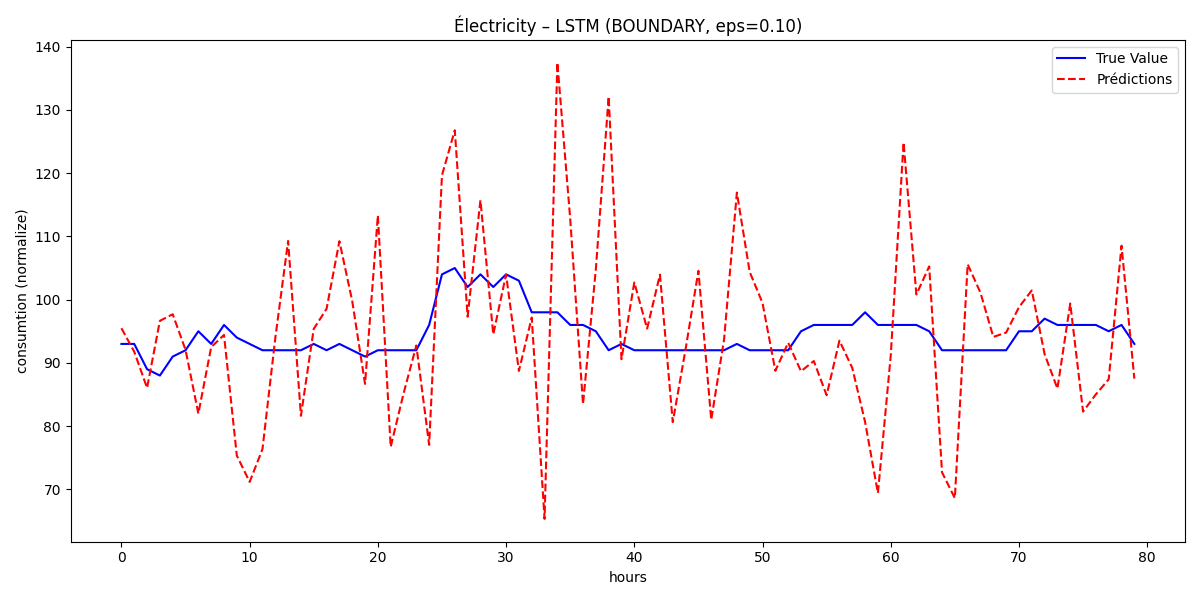 Électricity – LSTM (BOUNDARY, eps=0.10)
True Value
Prédictions
consumtion (normalize)
140
130
120
110
100
90
80
70
0 10 20 30 40 50 60 70 80
hours